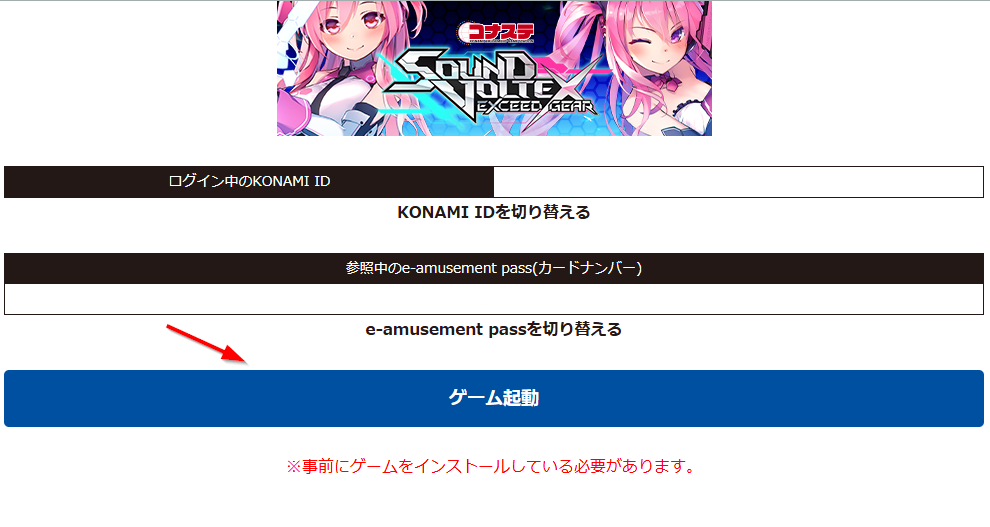 コナステ
SOUND
VOLTEX
EXCEED GEAR
ログイン中のKONAMI ID
KONAMI IDを切り替える
参照中のe-amusement pass(カードナンバー)
e-amusement passを切り替える
ゲーム起動
※事前にゲームをインストールしている必要があります。